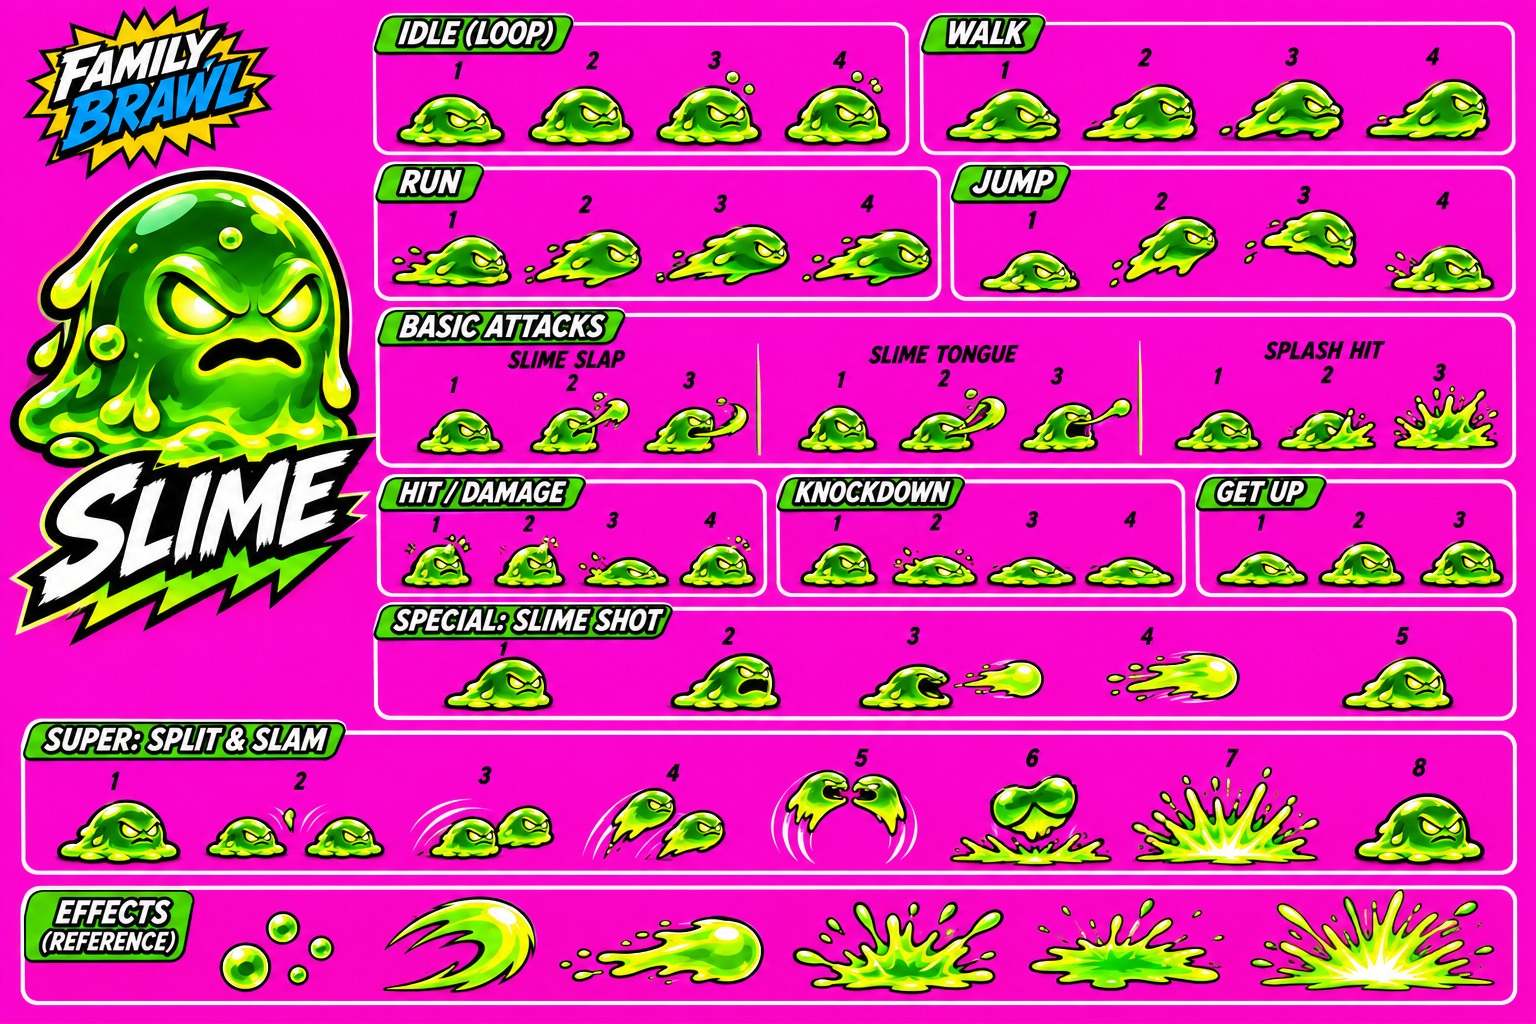 FAMILY
BRAWL
SLIME
IDLE (LOOP)
1 2 3 4
WALK
1 2 3 4
RUN
1 2 3 4
JUMP
1 2 3 4
BASIC ATTACKS
SLIME SLAP
1 2 3
SLIME TONGUE
1 2 3
SPLASH HIT
1 2 3
HIT / DAMAGE
1 2 3 4
KNOCKDOWN
1 2 3 4
GET UP
1 2 3
SPECIAL: SLIME SHOT
1 2 3 4 5
SUPER: SPLIT & SLAM
1 2 3 4 5 6 7 8
EFFECTS
(REFERENCE)